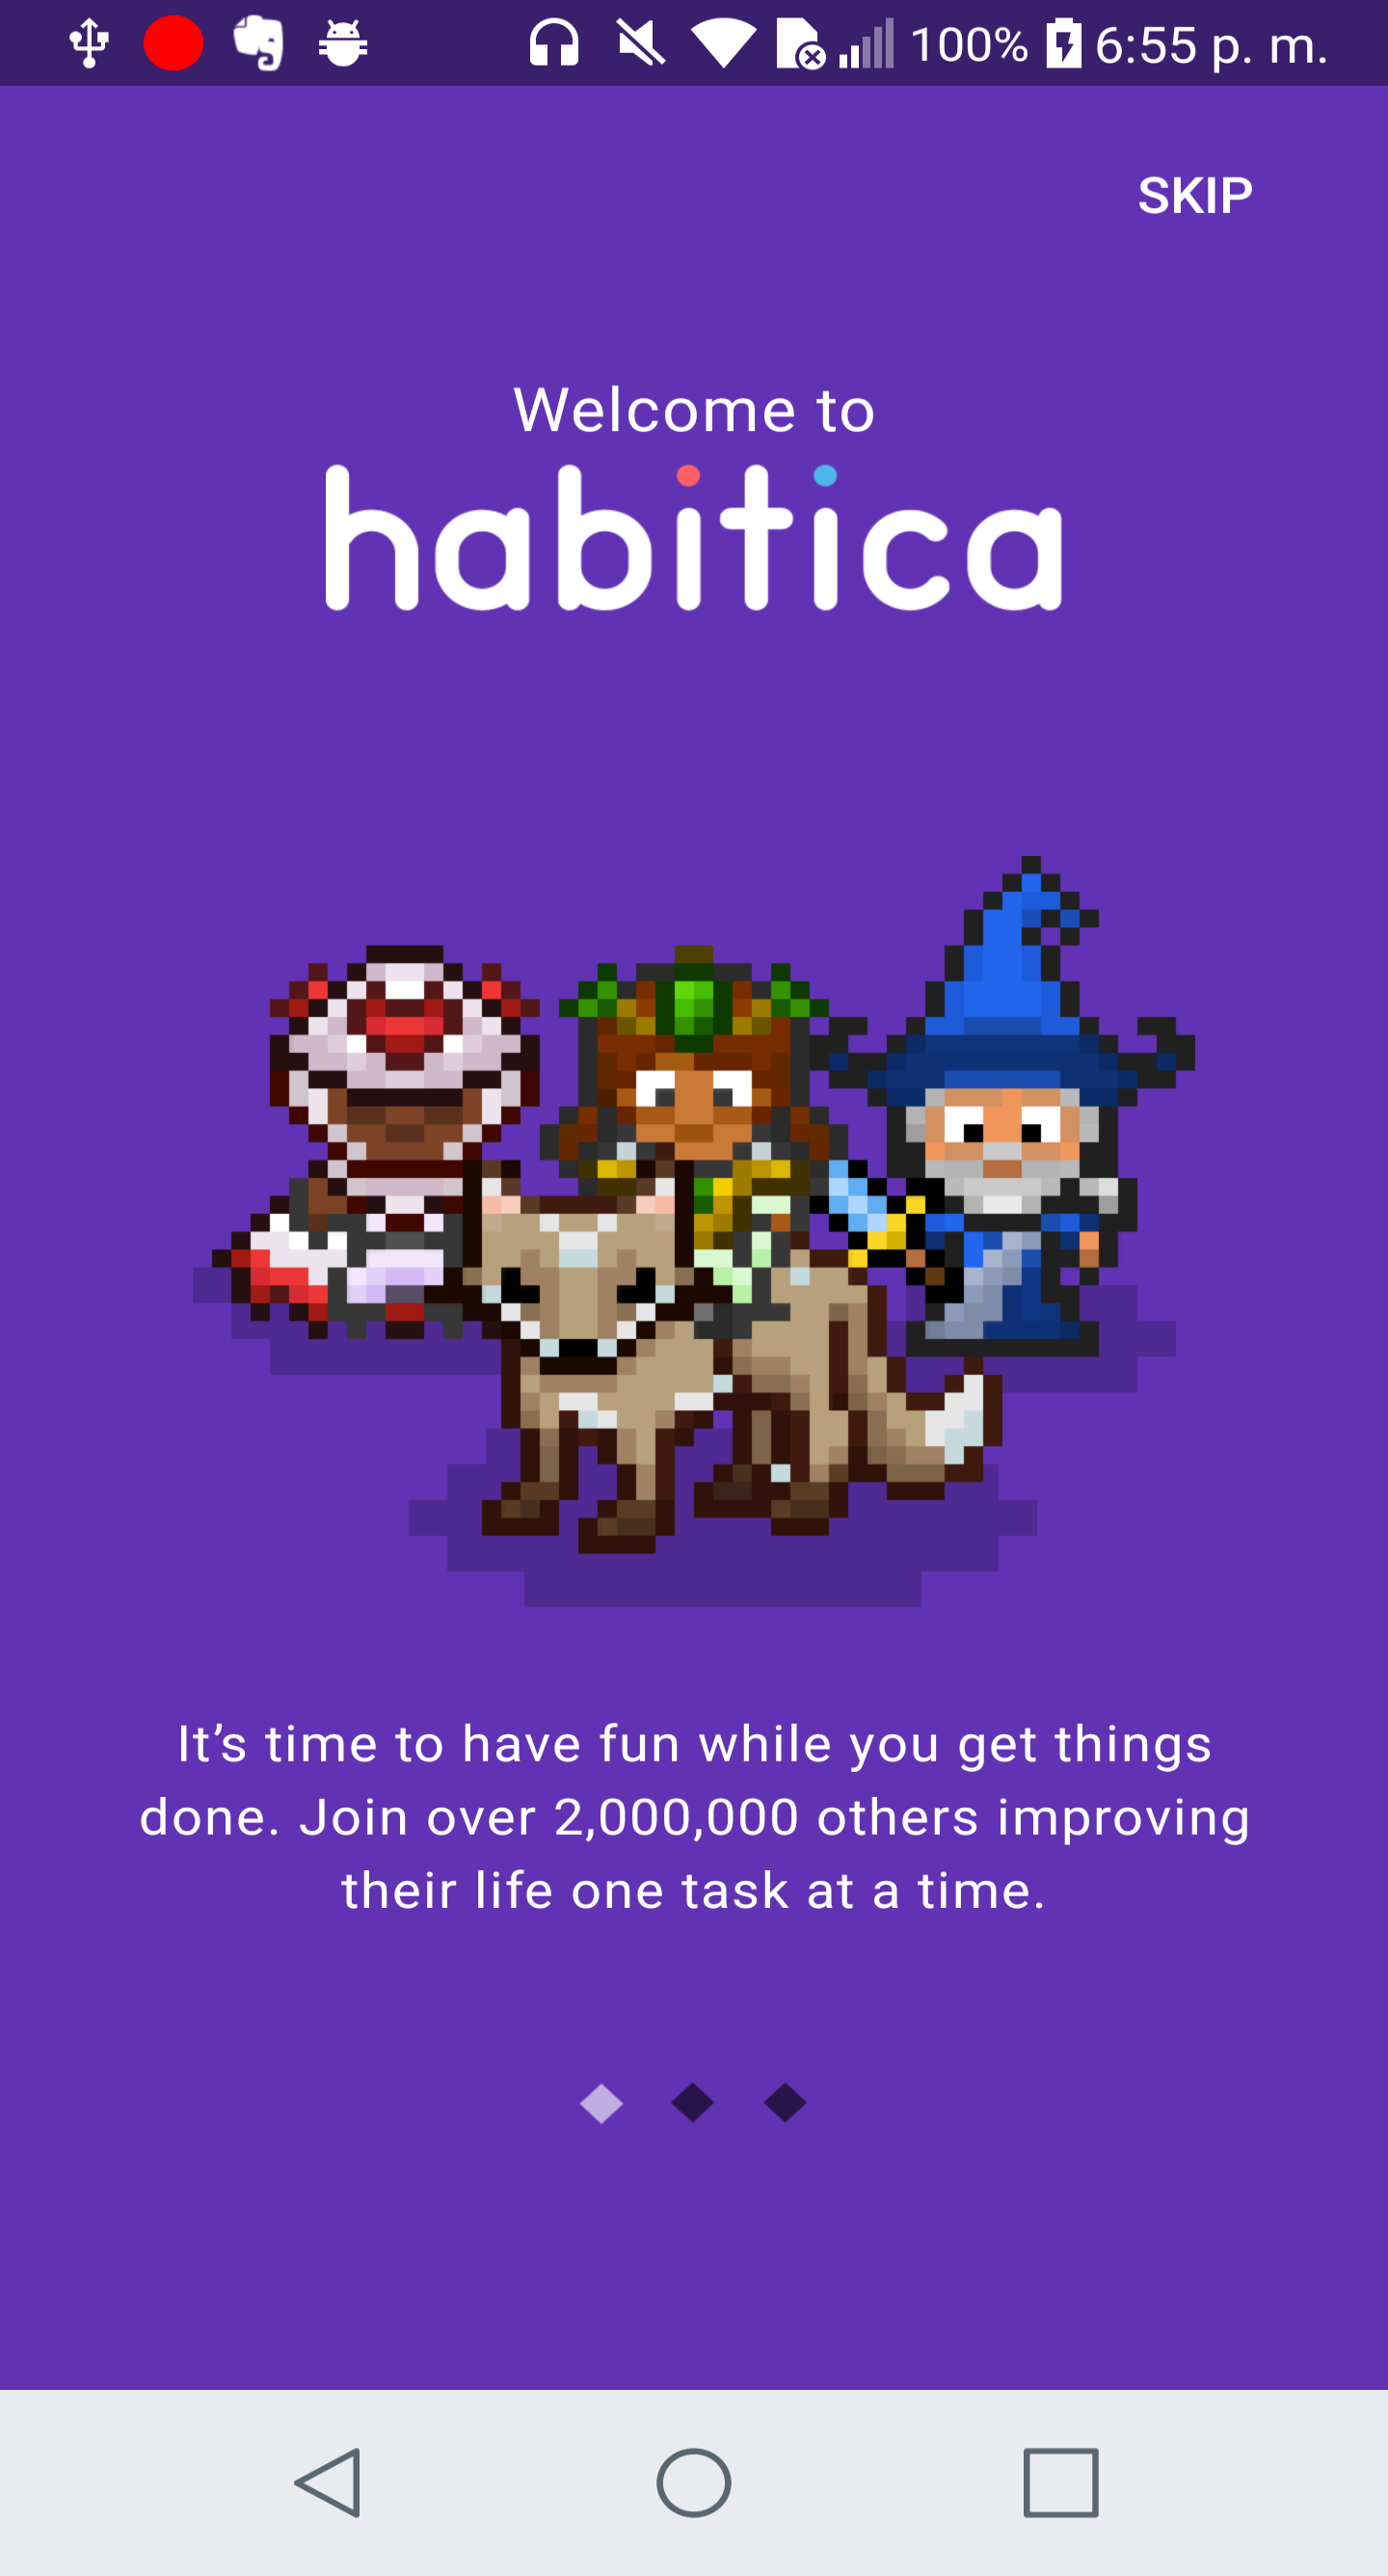 100% 6:55 p. m.
SKIP
Welcome to
habitica
It’s time to have fun while you get things
done. Join over 2,000,000 others improving
their life one task at a time.